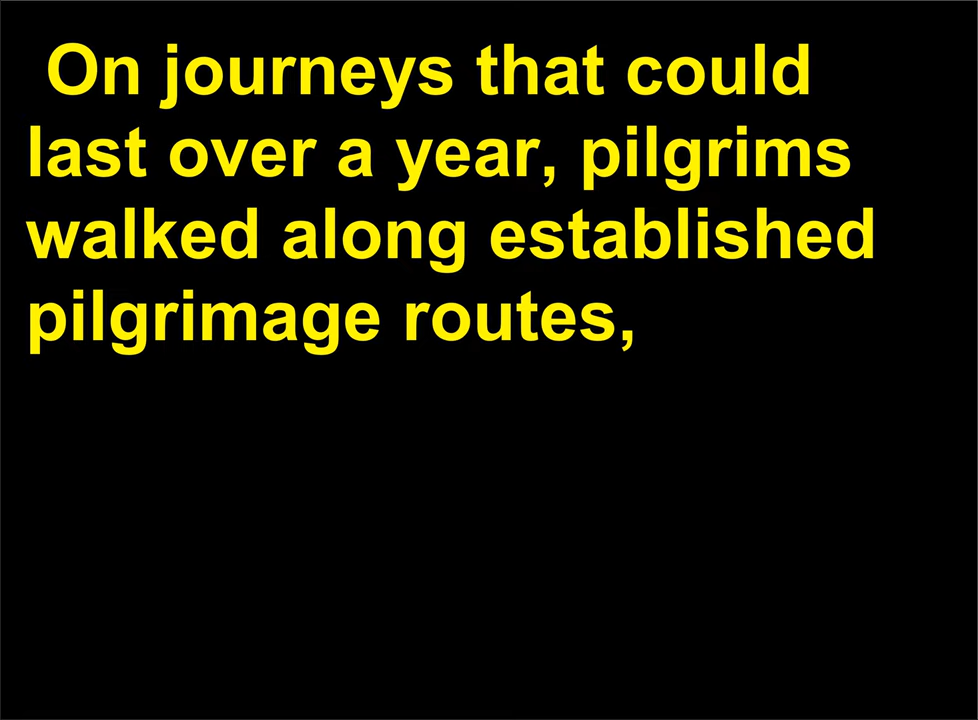 On journeys that could
last over a year, pilgrims
walked along established
pilgrimage routes,